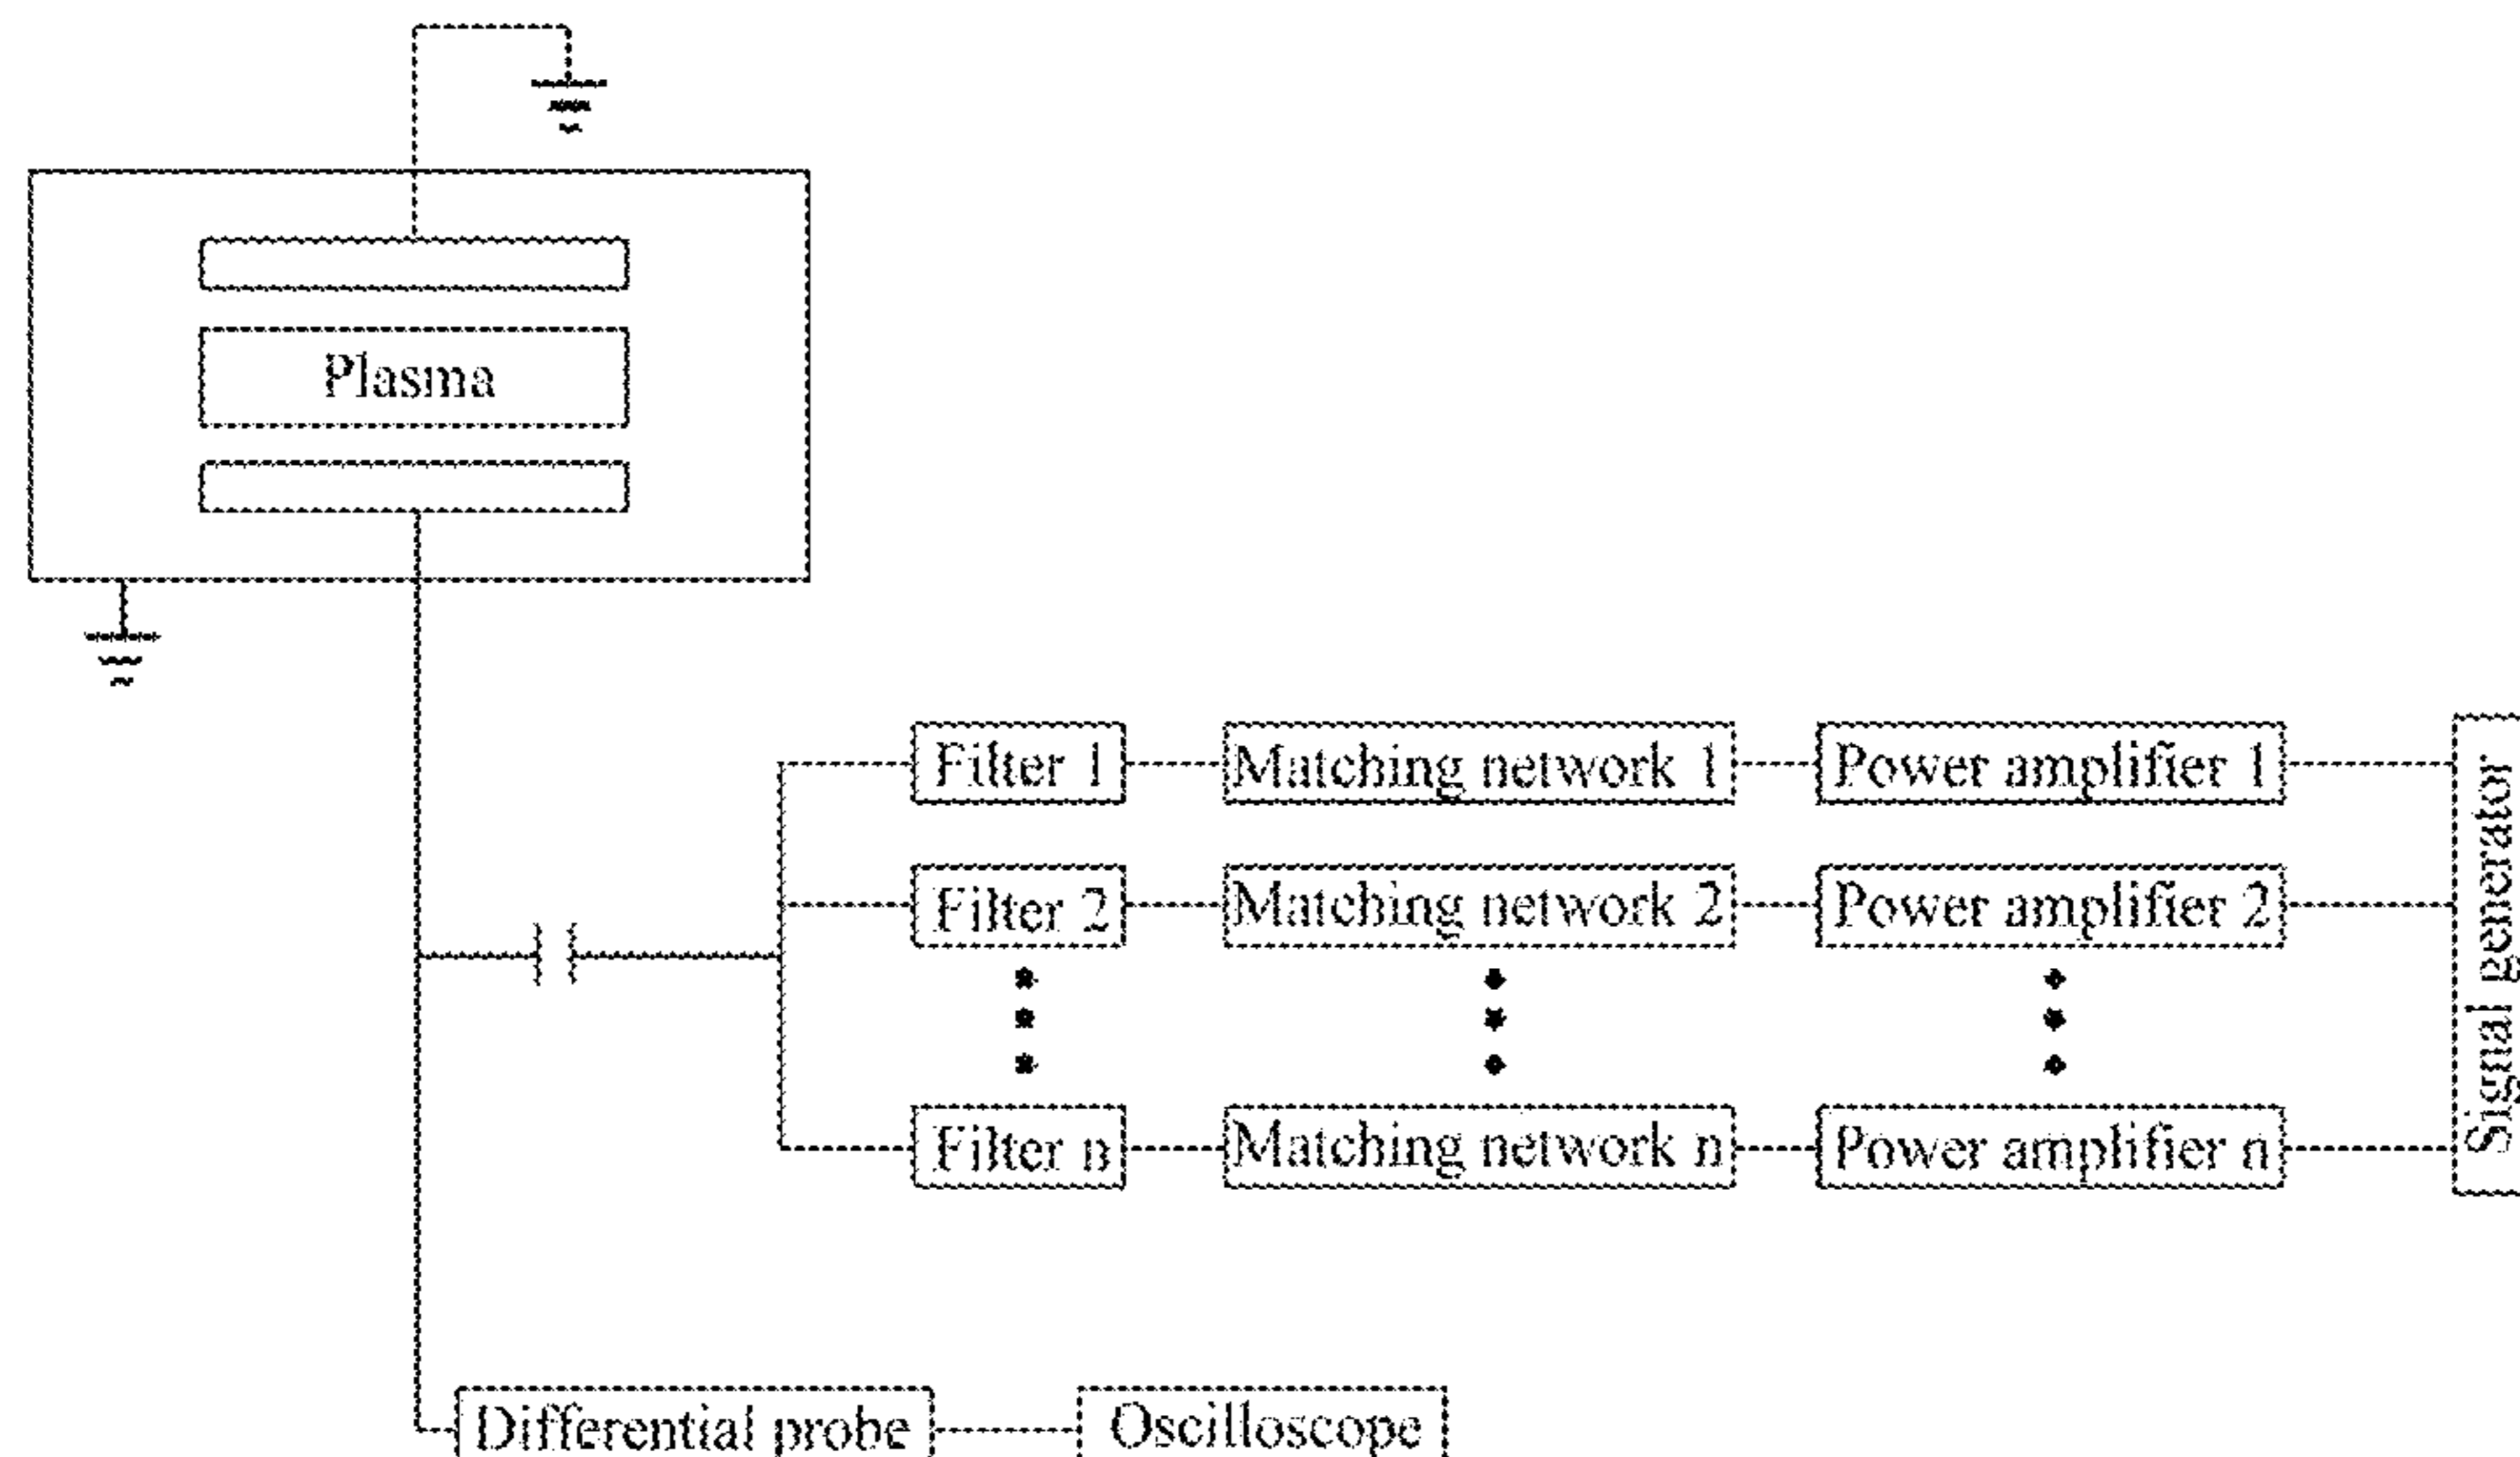 Plasma
Filter 1 Matching network 1 Power amplifier 1
Filter 2 Matching network 2 Power amplifier 2
Filter n Matching network n Power amplifier n
Signal generator
Differential probe Oscilloscope